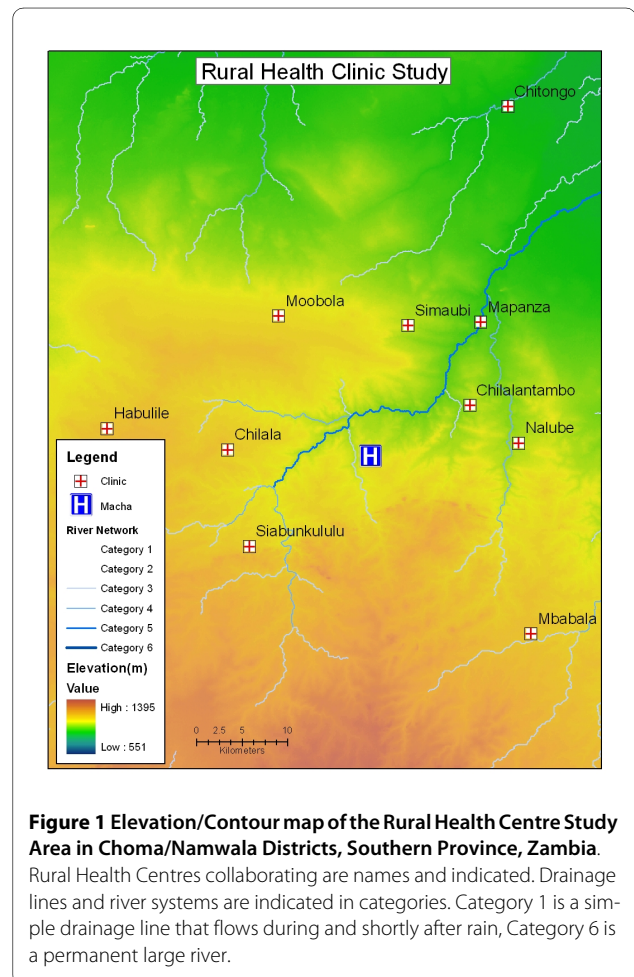 Rural Health Clinic Study
Chitongo
Moobola
Simaubi
Mapanza
Chilalantambo
Habulile
Chilala
Nalube
H
Siabunkululu
Mbabala
Legend
Clinic
H Macha
River Network
Category 1
Category 2
Category 3
Category 4
Category 5
Category 6
Elevation(m)
Value
High : 1395
Low : 551
0 2.5 5 10
Kilometers
Figure 1 Elevation/Contour map of the Rural Health Centre Study
Area in Choma/Namwala Districts, Southern Province, Zambia.
Rural Health Centres collaborating are names and indicated. Drainage
lines and river systems are indicated in categories. Category 1 is a sim-
ple drainage line that flows during and shortly after rain, Category 6 is
a permanent large river.